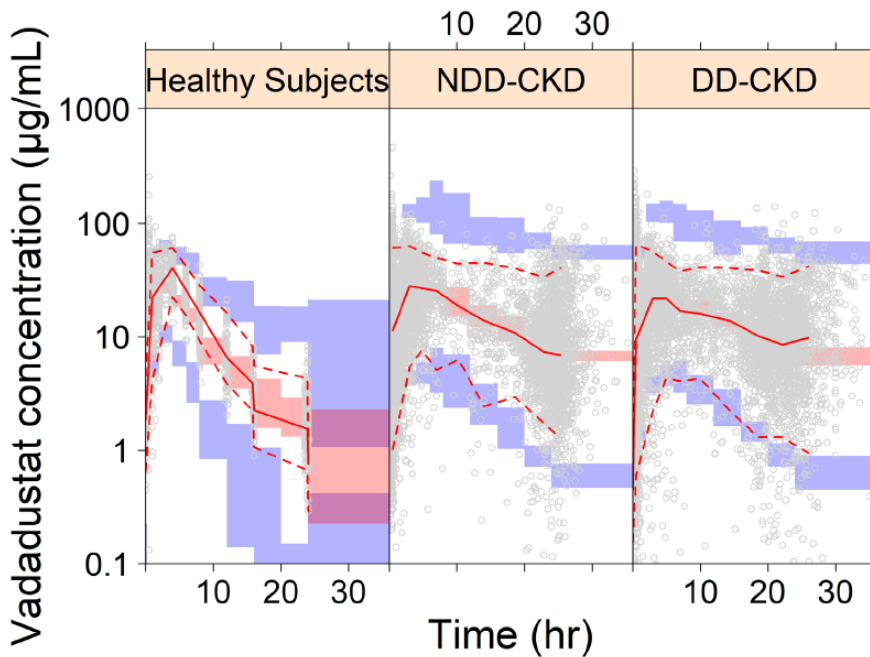 10 20 30
Healthy Subjects NDD-CKD DD-CKD
Vadadustat concentration (µg/mL)
1000
100
10
1
0.1
10 20 30 10 20 30
Time (hr)